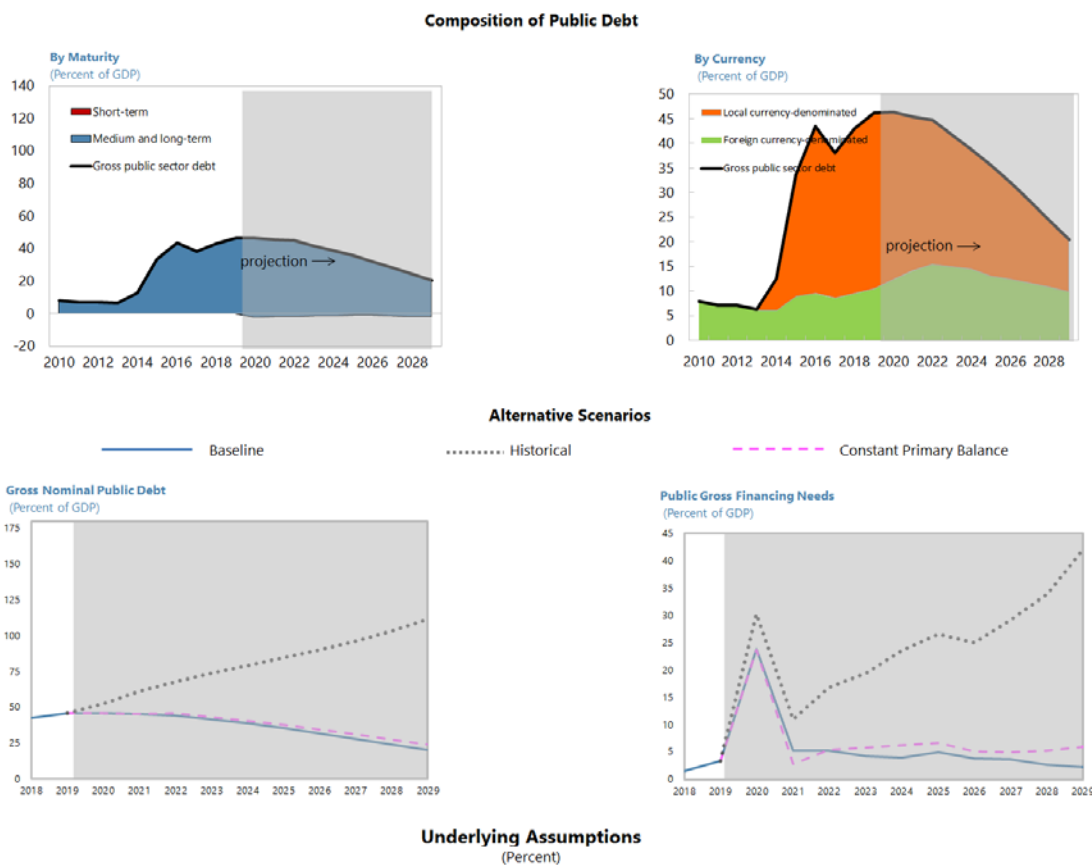 Composition of Public Debt
By Maturity
(Percent of GDP)
140
120
100
80
60
40
20
0
-20
Short-term
Medium and long-term
Gross public sector debt
projection
2010 2012 2014 2016 2018 2020 2022 2024 2026 2028
By Currency
(Percent of GDP)
50
45
40
35
30
25
20
15
10
5
0
Local currency-denominated
Foreign currency-denominated
Gross public sector debt
projection
2010 2012 2014 2016 2018 2020 2022 2024 2026 2028
Alternative Scenarios
Baseline Historical Constant Primary Balance
Gross Nominal Public Debt
(Percent of GDP)
175
150
125
100
75
50
25
0
2018 2019 2020 2021 2022 2023 2024 2025 2026 2027 2028 2029
Public Gross Financing Needs
(Percent of GDP)
45
40
35
30
25
20
15
10
5
0
2018 2019 2020 2021 2022 2023 2024 2025 2026 2027 2028 2029
Underlying Assumptions
(Percent)